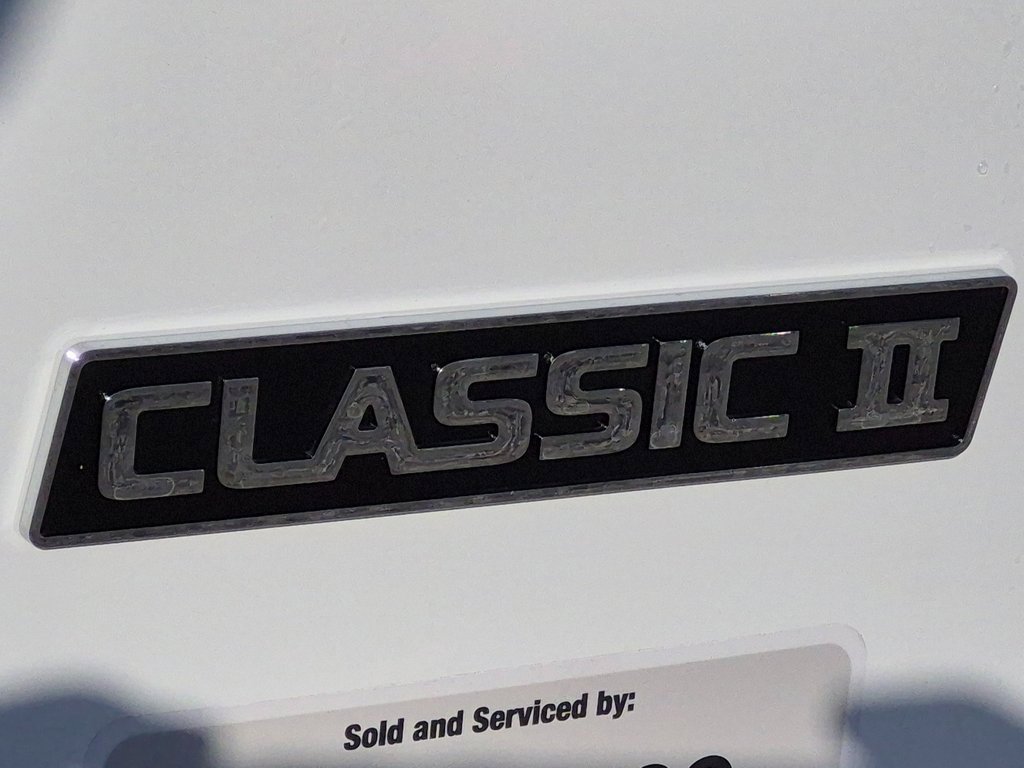 CLASSIC II
Sold and Serviced by: